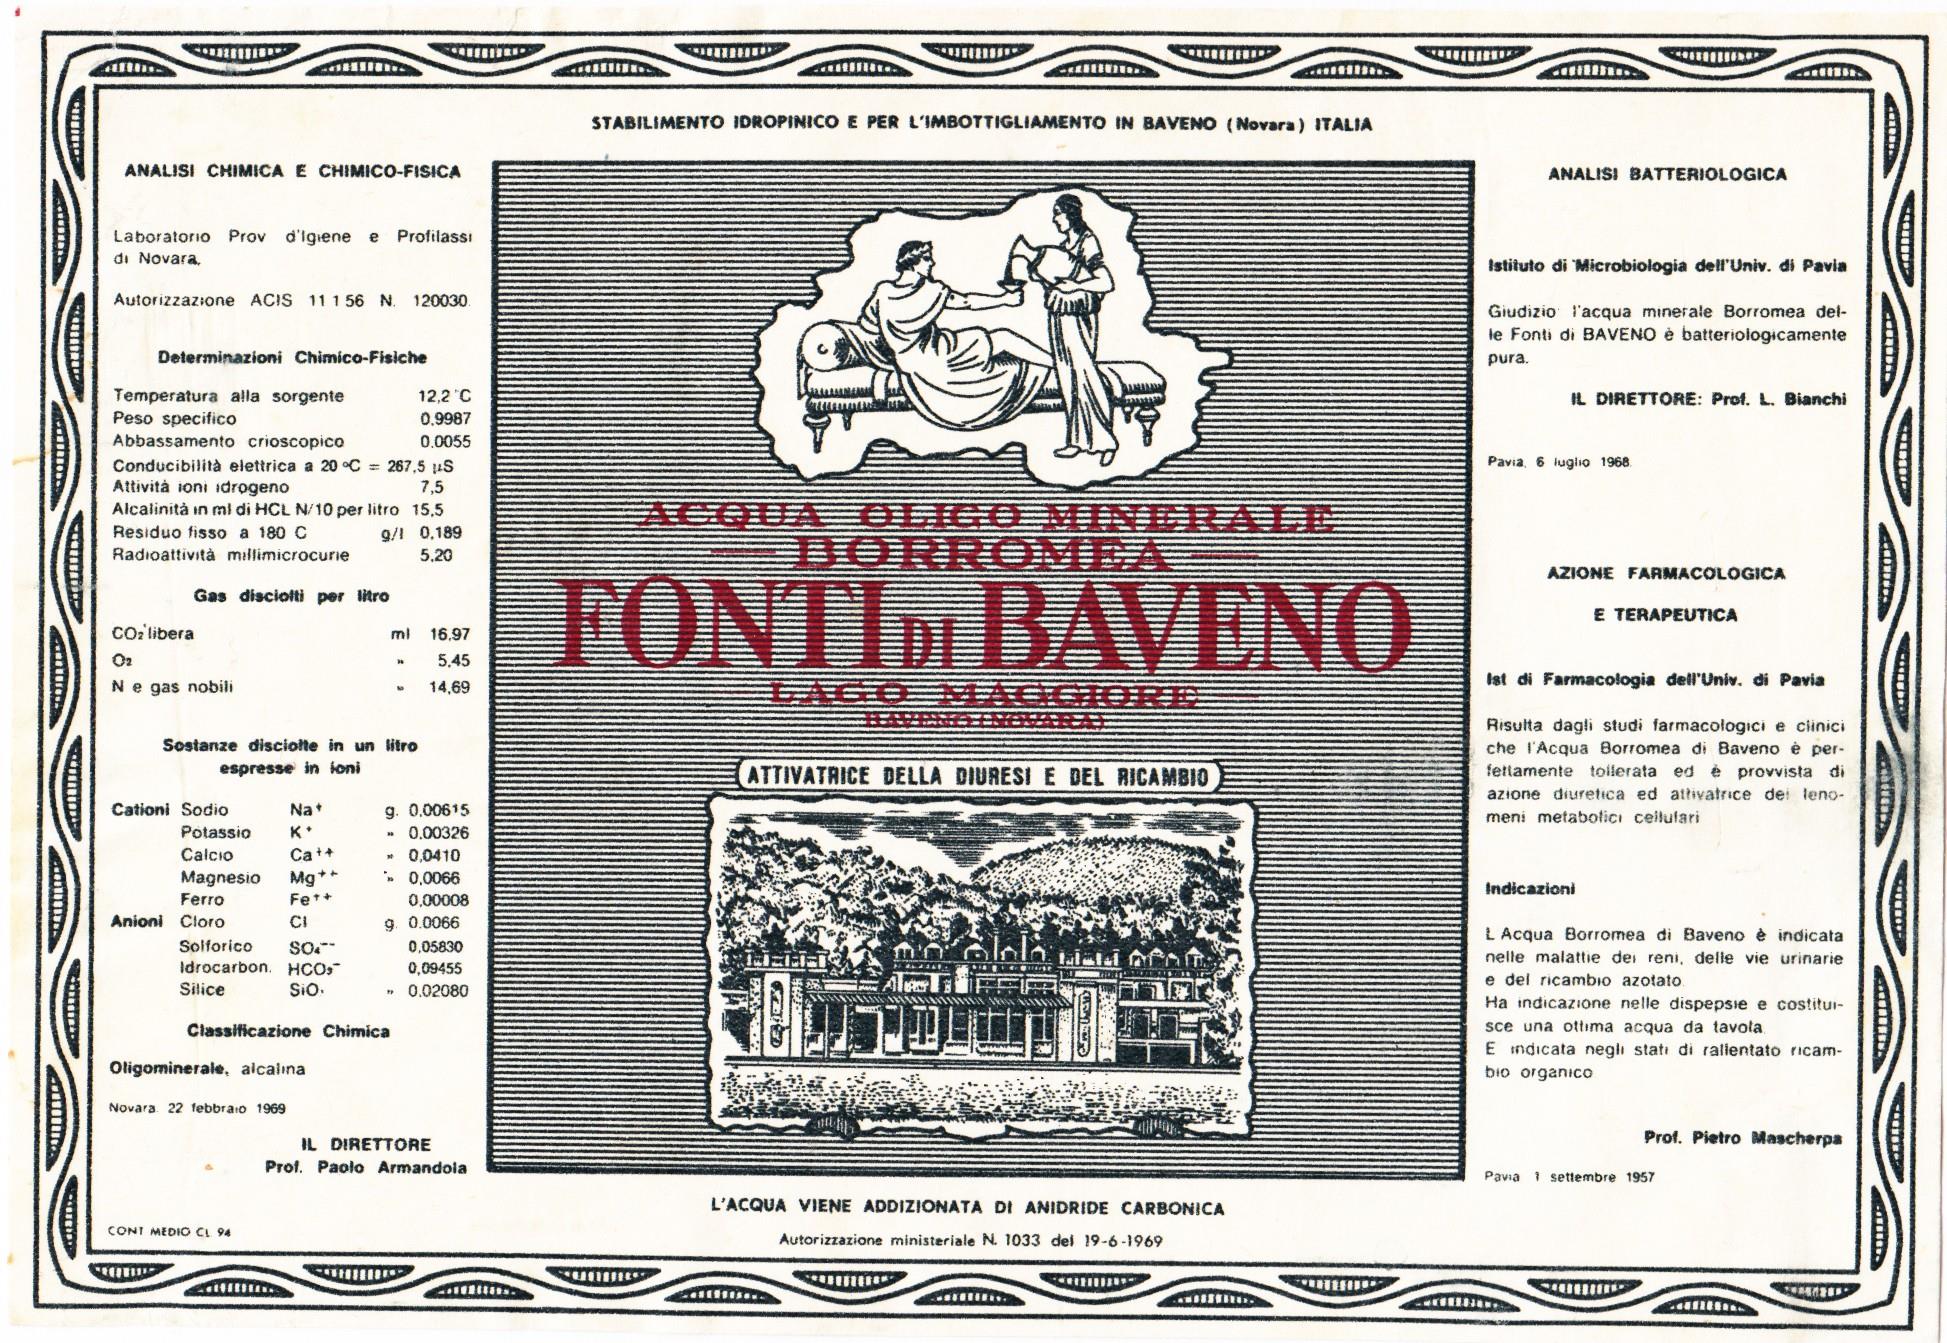 STABILIMENTO IDROPINICO E PER L'IMBOTTIGLIAMENTO IN BAVENO (Novara) ITALIA
ANALISI CHIMICA E CHIMICO-FISICA
Laboratorio Prov d'Igiene e Profilassi
di Novara,
Autorizzazione ACIS 11 1 56 N. 120030.
Determinazioni Chimico-Fisiche
Temperatura alla sorgente 12,2 °C
Peso specifico 0,9987
Abbassamento crioscopico 0.0055
Conducibilità elettrica a 20 °C = 267,5 µS
Attività ioni idrogeno 7,5
Alcalinità in ml di HCL N/10 per litro 15,5
Residuo fisso a 180 C g/l 0,189
Radioattività millimicrocurie 5,20
Gas disciolti per litro
CO₂ libera ml 16,97
O₂ » 5,45
N e gas nobili » 14,69
Sostanze disciolte in un litro
espresse in ioni
Cationi Sodio Na⁺ g. 0,00615
Potassio K⁺ » 0,00326
Calcio Ca⁺⁺ » 0,0410
Magnesio Mg⁺⁺ » 0,0066
Ferro Fe⁺⁺ 0,00008
Anioni Cloro Cl g. 0.0066
Solforico SO₄⁻⁻ 0,05830
Idrocarbon. HCO₃⁻ 0,09455
Silice SiO₂ » 0.02080
Classificazione Chimica
Oligominerale, alcalina
Novara 22 febbraio 1969
IL DIRETTORE
Prof. Paolo Armandola
CONT MEDIO CL 94
ACQUA OLIGO MINERALE
BORROMEA
FONTI DI BAVENO
LAGO MAGGIORE
BAVENO (NOVARA)
ATTIVATRICE DELLA DIURESI E DEL RICAMBIO
L'ACQUA VIENE ADDIZIONATA DI ANIDRIDE CARBONICA
Autorizzazione ministeriale N. 1033 del 19-6-1969
ANALISI BATTERIOLOGICA
Istituto di Microbiologia dell'Univ. di Pavia
Giudizio l'acqua minerale Borromea del-
le Fonti di BAVENO è batteriologicamente
pura.
IL DIRETTORE: Prof. L. Bianchi
Pavia, 6 luglio 1968
AZIONE FARMACOLOGICA
E TERAPEUTICA
Ist di Farmacologia dell'Univ. di Pavia
Risulta dagli studi farmacologici e clinici
che l'Acqua Borromea di Baveno è per-
fettamente tollerata ed è provvista di
azione diuretica ed attivatrice dei feno-
meni metabolici cellulari
Indicazioni
L Acqua Borromea di Baveno è indicata
nelle malattie dei reni, delle vie urinarie
e del ricambio azotato.
Ha indicazione nelle dispepsie e costitui-
sce una ottima acqua da tavola.
E indicata negli stati di rallentato ricam-
bio organico
Prof. Pietro Mascherpa
Pavia 1 settembre 1957